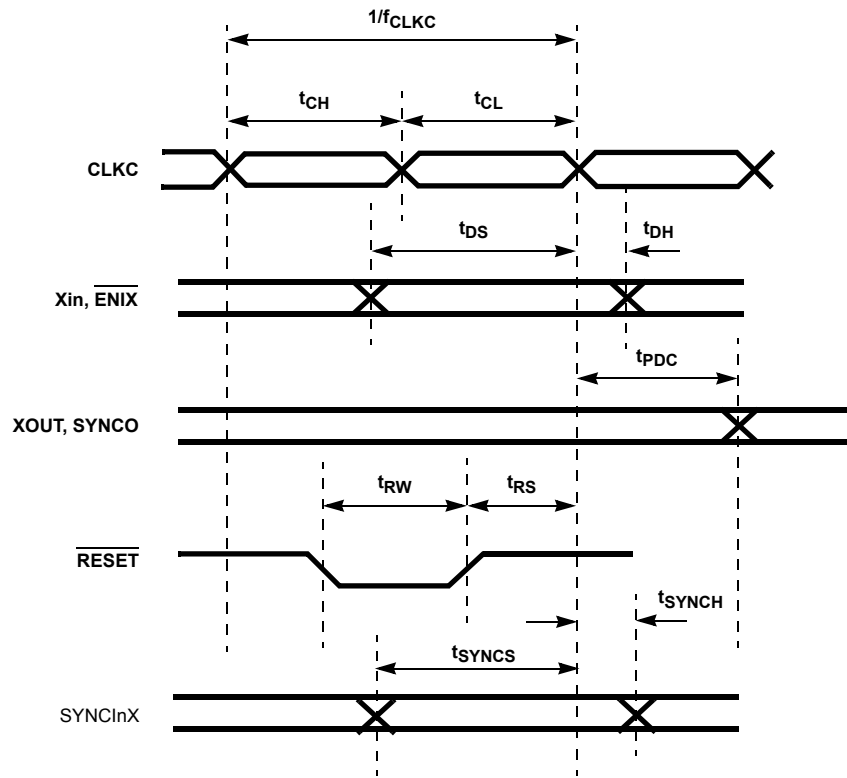 1/fCLKC
tCH
tCL
CLKC
tDS
tDH
Xin, ENIX
tPDC
XOUT, SYNCO
tRW
tRS
RESET
tSYNCH
tSYNCS
SYNCInX